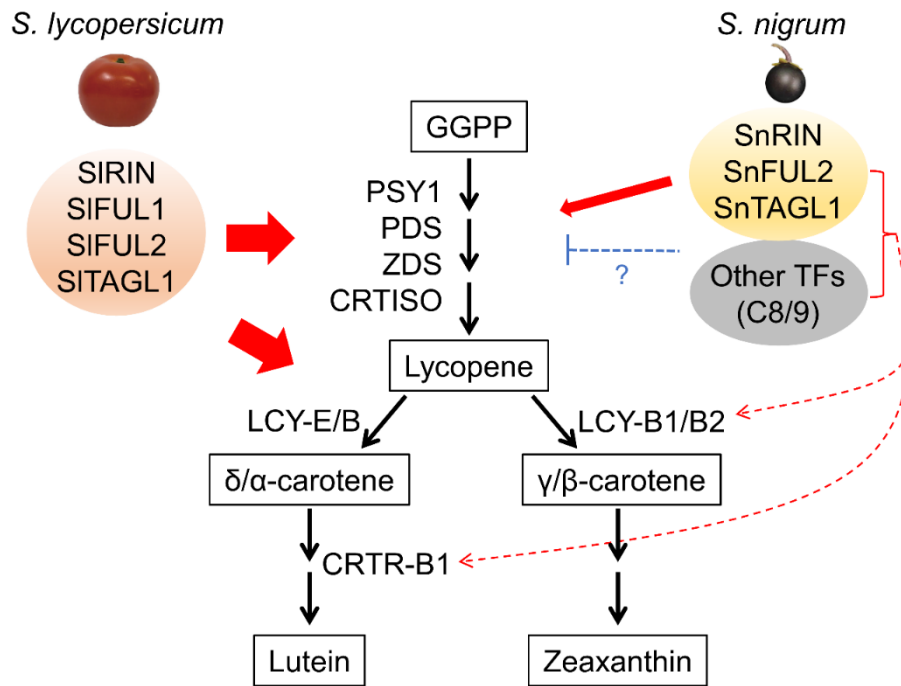 S. lycopersicum
S. nigrum
SlRIN
SlFUL1
SlFUL2
SlTAGL1
GGPP
PSY1
PDS
ZDS
CRTISO
SnRIN
SnFUL2
SnTAGL1
Other TFs
(C8/9)
?
Lycopene
LCY-E/B
LCY-B1/B2
δ/α-carotene
γ/β-carotene
CRTR-B1
Lutein
Zeaxanthin